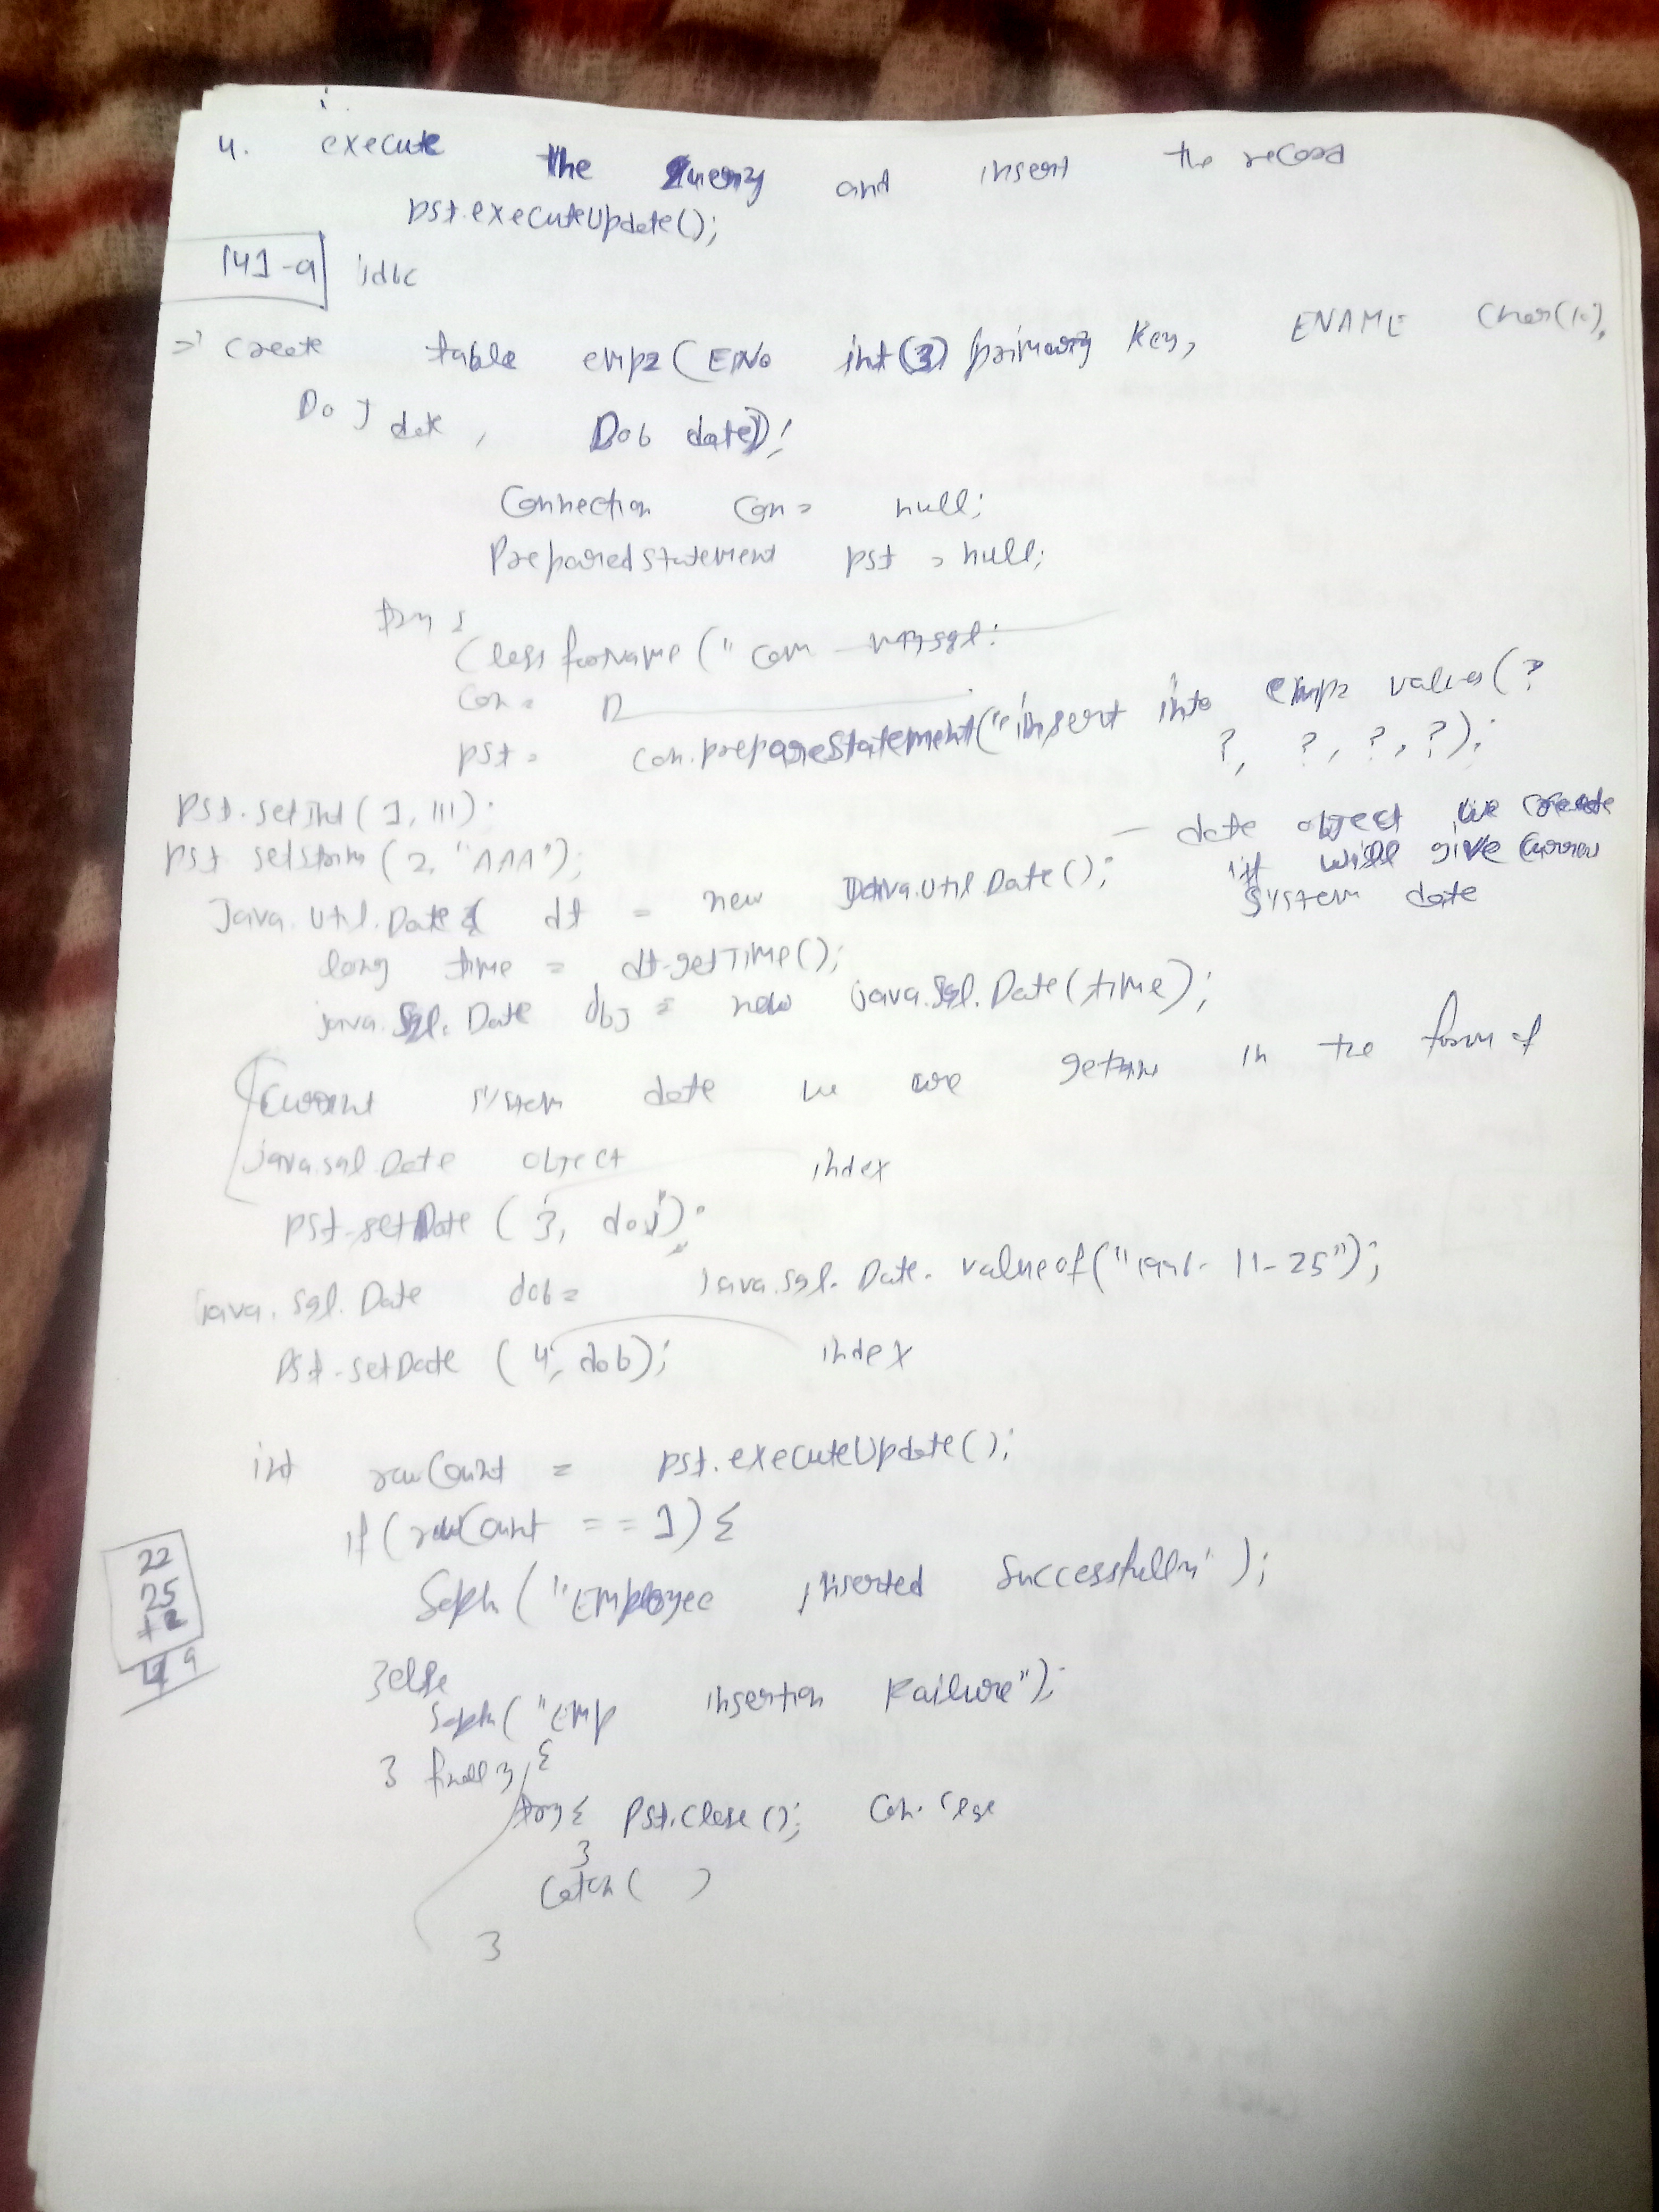 4. execute the Query and insert the record
pst.executeUpdate();
141-a jdbc
=> create table emp2(ENo int(3) primary key, ENAME char(10),
DoJ date, Dob date);
Connection con = null;
Preparedstatement pst = null;
try {
Class forName(" com mysql.
con =
pst = con.prepareStatement("insert into emp2 values(?
?, ?, ?, ?);
pst.setInt(1, 111);
pst setString (2, "AAA");
Java.util.Date dt = new Java.util.Date(); — date object we create
it will give curren
system date
long time = dt.getTime();
java.sql.Date doj = new java.sql.Date(time);
Current system date we are getting in the form of
java.sql.Date object index
pst.setDate (3, doj);
java.sql.Date dob = java.sql.Date.valueof("1996-11-25");
pst.setDate (4, dob); index
int rowCount = pst.executeUpdate();
if(rowCount == 1) {
Sopln ("Employee inserted Successfully");
22
25
+2
49
}else
Sopln("Emp insertion Failure");
} finally {
try{ pst.close(); con.close
}
catch( )
}